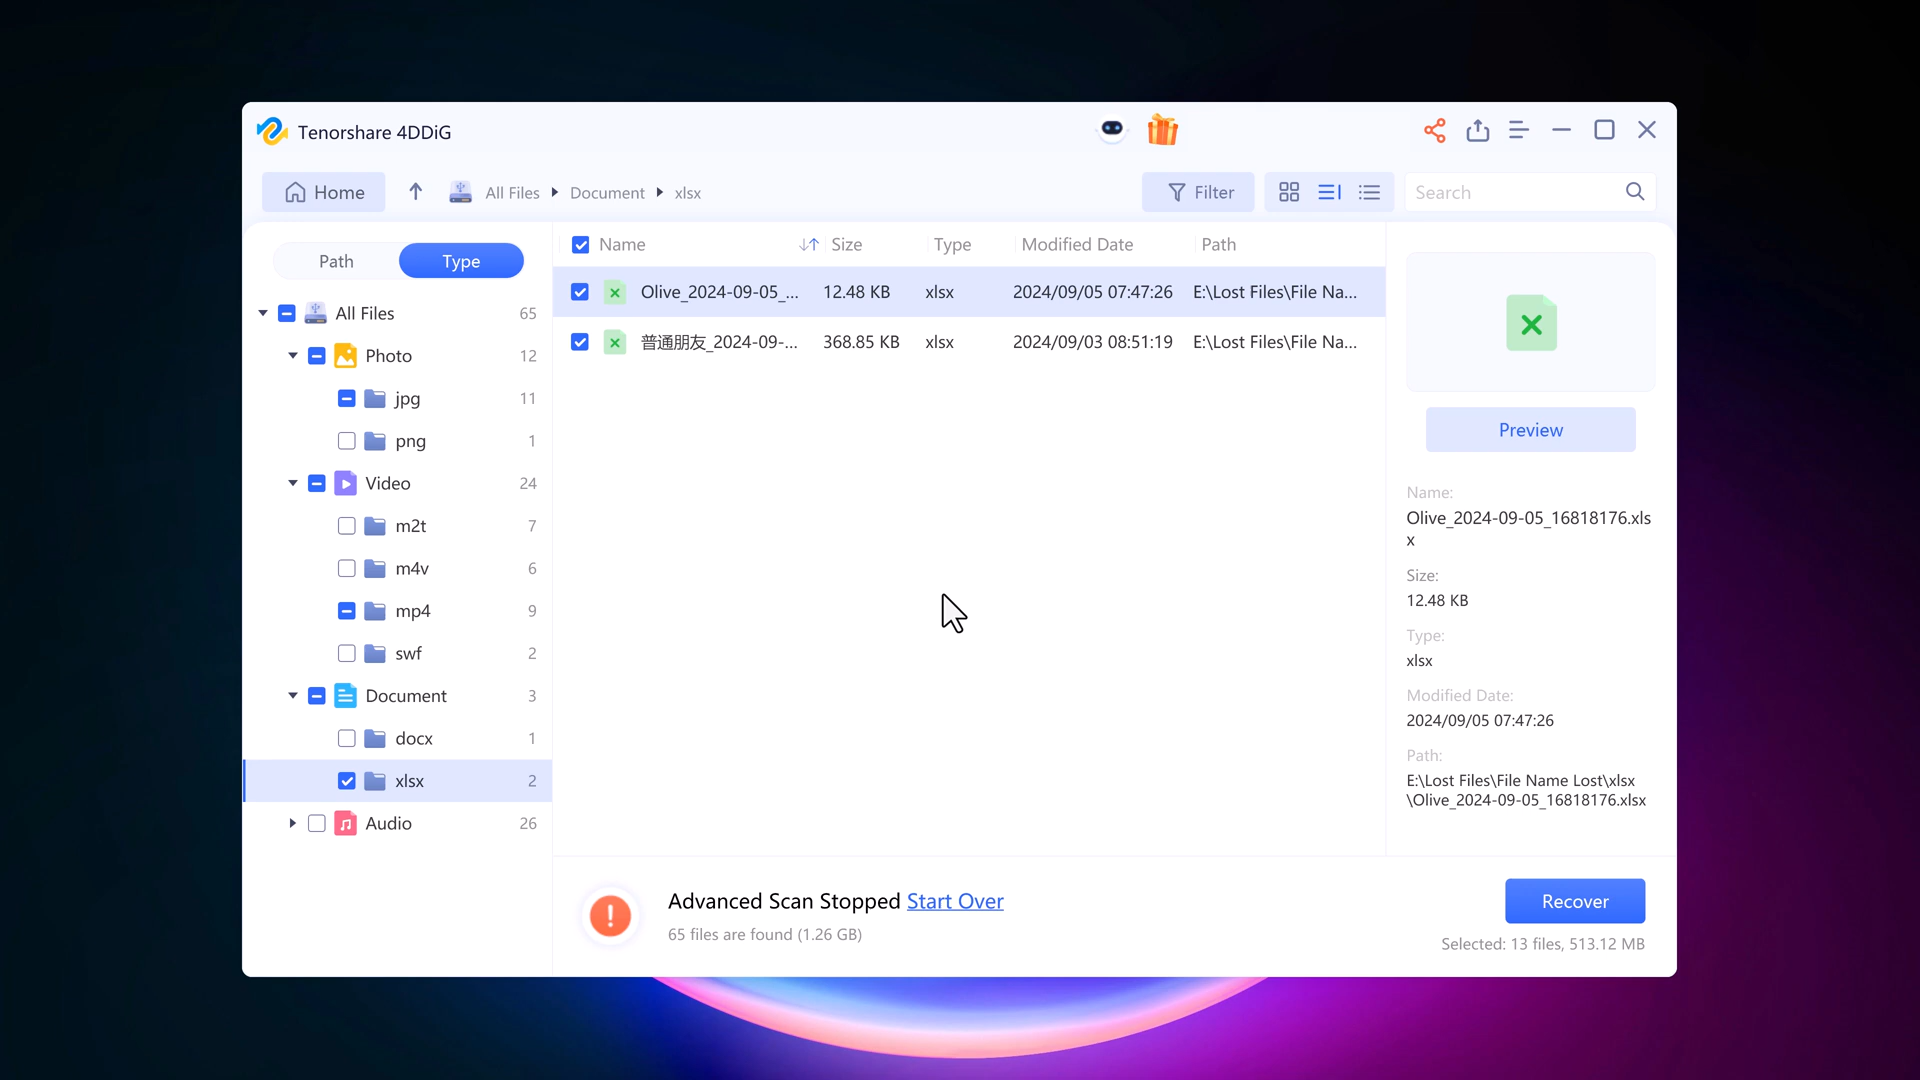 Tenorshare 4DDiG
Home
All Files Document xlsx
Filter
Search
Path
Type
All Files 65
Photo 12
jpg 11
png 1
Video 24
m2t 7
m4v 6
mp4 9
swf 2
Document 3
docx 1
xlsx 2
Audio 26
Name Size Type Modified Date Path
Olive_2024-09-05_... 12.48 KB xlsx 2024/09/05 07:47:26 E:\Lost Files\File Na...
普通朋友_2024-09-... 368.85 KB xlsx 2024/09/03 08:51:19 E:\Lost Files\File Na...
Preview
Name:
Olive_2024-09-05_16818176.xls
x
Size:
12.48 KB
Type:
xlsx
Modified Date:
2024/09/05 07:47:26
Path:
E:\Lost Files\File Name Lost\xlsx
\Olive_2024-09-05_16818176.xlsx
Advanced Scan Stopped Start Over
65 files are found (1.26 GB)
Recover
Selected: 13 files, 513.12 MB